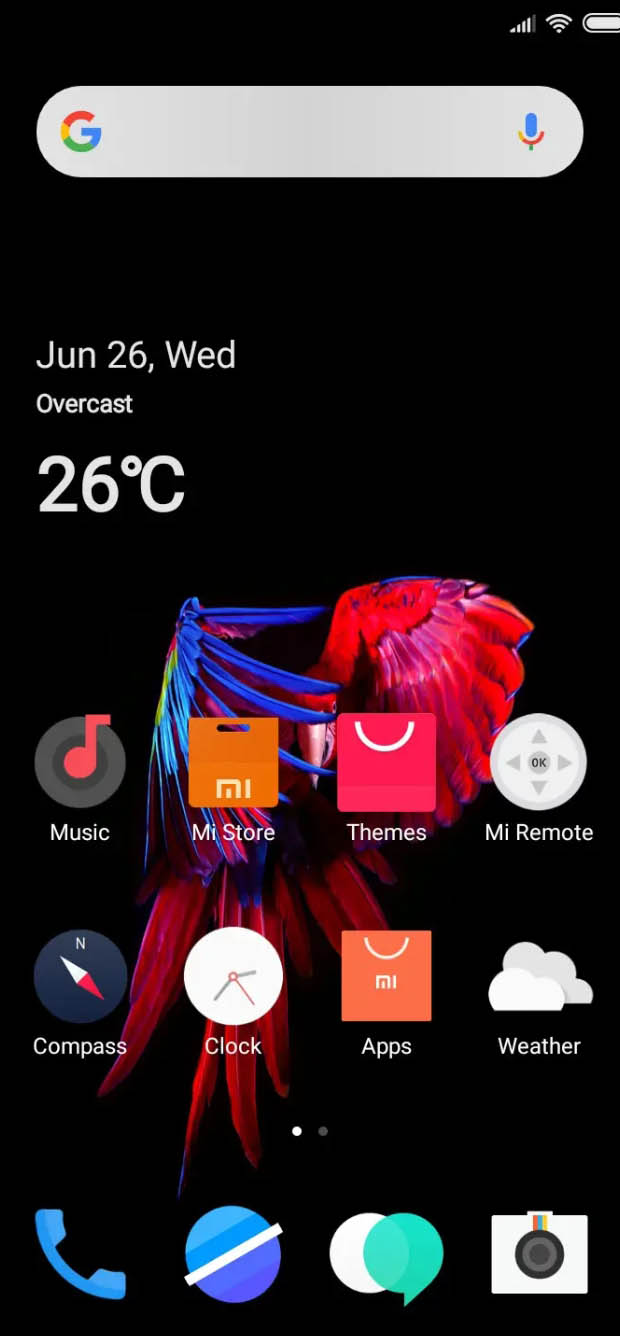 G
Jun 26, Wed
Overcast
26℃
mi
Music
Mi Store
Themes
OK
Mi Remote
N
Compass
Clock
mi
Apps
Weather